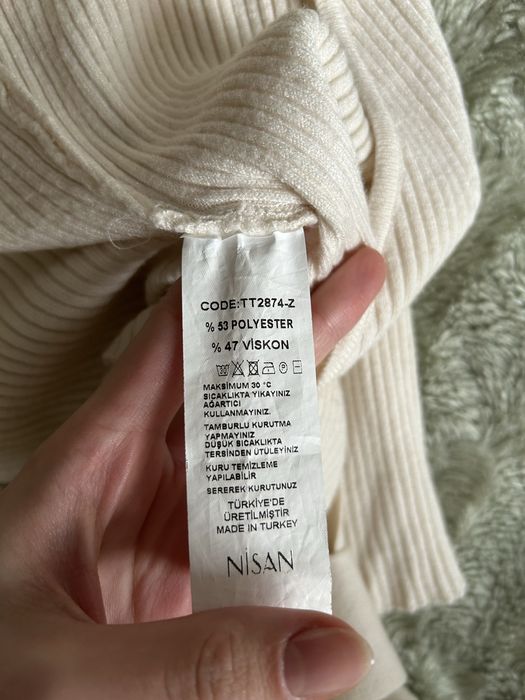 CODE:TT2874-Z
% 53 POLYESTER
% 47 VİSKON
MAKSIMUM 30 °C
SICAKLIKTA YIKAYINIZ
AĞARTICI
KULLANMAYINIZ.
TAMBURLU KURUTMA
YAPMAYINIZ
DÜŞÜK SICAKLIKTA
TERSİNDEN ÜTÜLEYİNİZ
KURU TEMİZLEME
YAPILABİLİR
SEREREK KURUTUNUZ
TÜRKİYE'DE
ÜRETİLMİŞTİR
MADE IN TURKEY
NİSAN